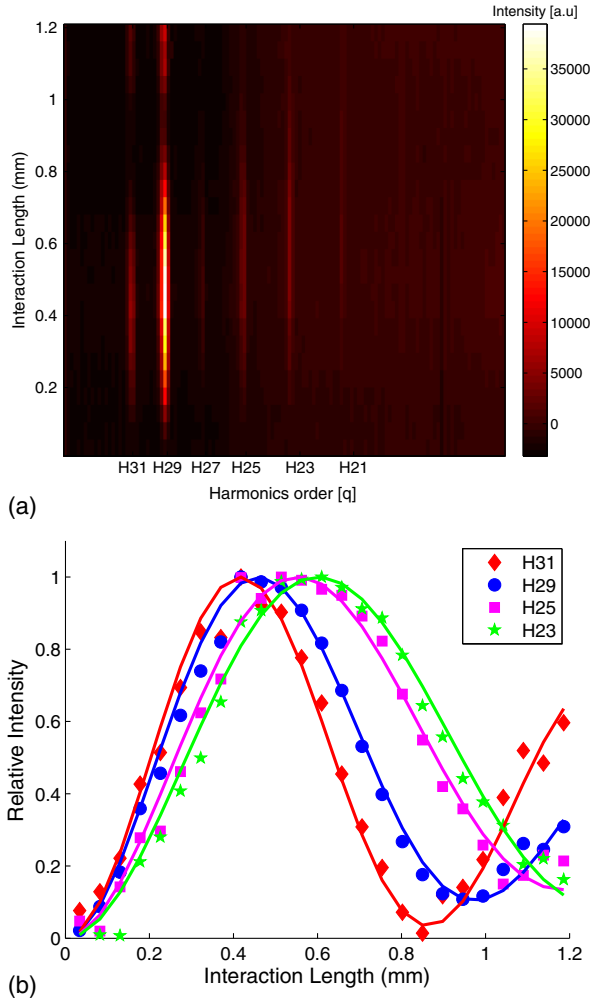 Intensity [a.u]
1.2
1
0.8
0.6
0.4
0.2
Interaction Length (mm)
35000
30000
25000
20000
15000
10000
5000
0
H31 H29 H27 H25 H23 H21
Harmonics order [q]
(a)
1
0.8
0.6
0.4
0.2
0
Relative Intensity
H31
H29
H25
H23
0 0.2 0.4 0.6 0.8 1 1.2
Interaction Length (mm)
(b)